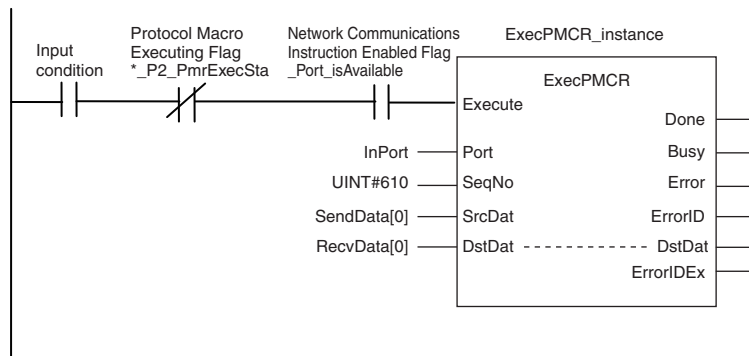 Input
condition
Protocol Macro
Executing Flag
*_P2_PmrExecSta
Network Communications
Instruction Enabled Flag
_Port_isAvailable
ExecPMCR_instance
ExecPMCR
Execute
Done
InPort
Port
Busy
UINT#610
SeqNo
Error
SendData[0]
SrcDat
ErrorID
RecvData[0]
DstDat
DstDat
ErrorIDEx